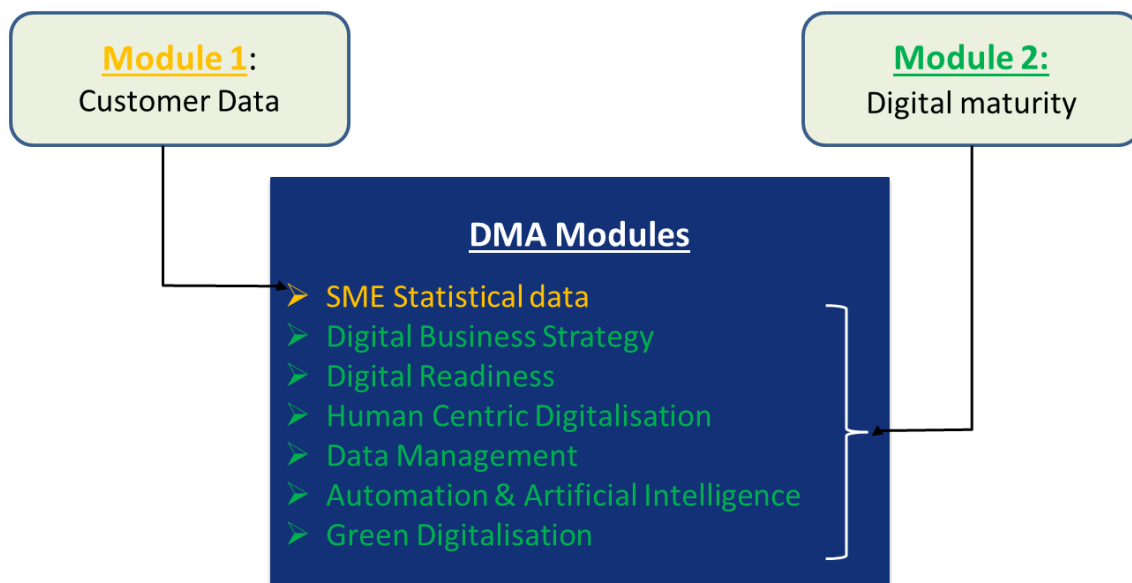 Module 1:
Customer Data
Module 2:
Digital maturity
DMA Modules
SME Statistical data
Digital Business Strategy
Digital Readiness
Human Centric Digitalisation
Data Management
Automation & Artificial Intelligence
Green Digitalisation